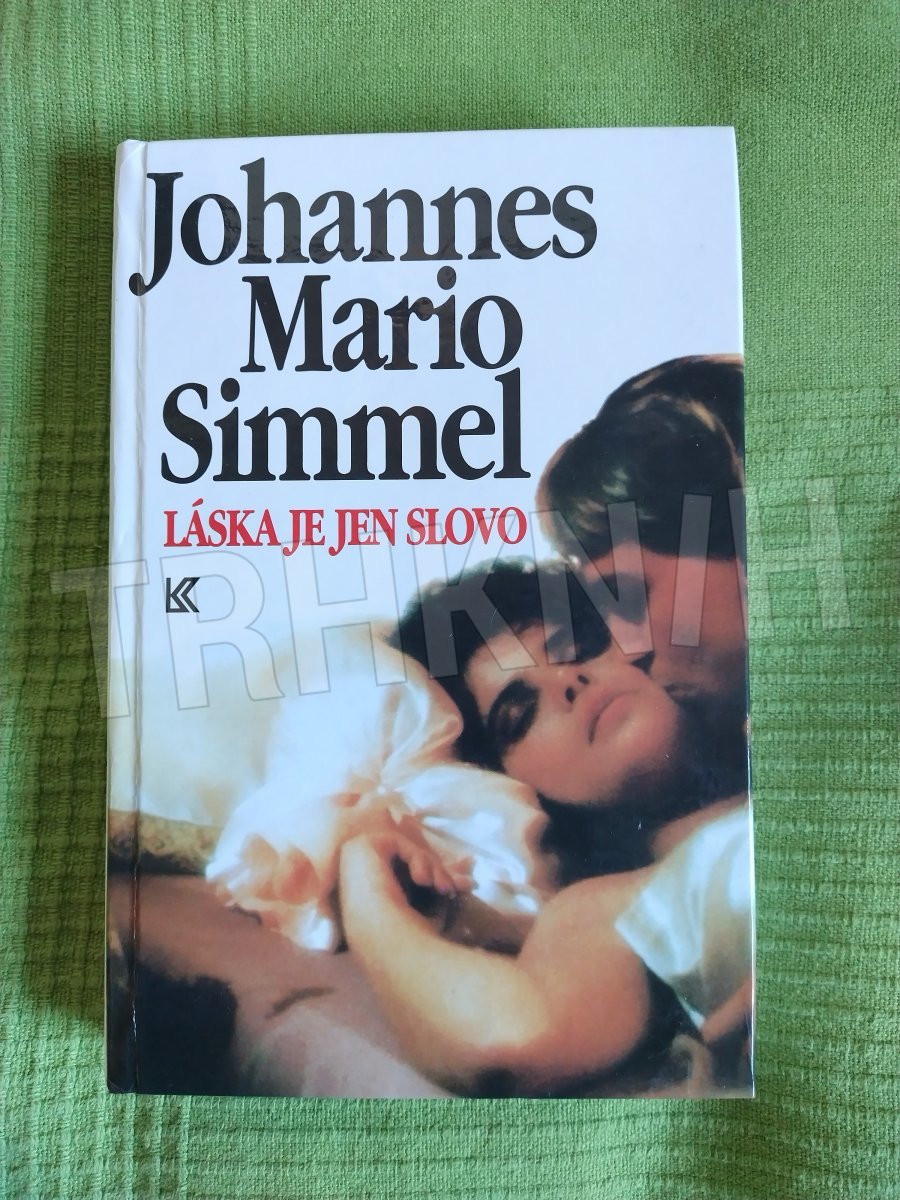 Johannes
Mario
Simmel
LÁSKA JE JEN SLOVO
TRHKNIH